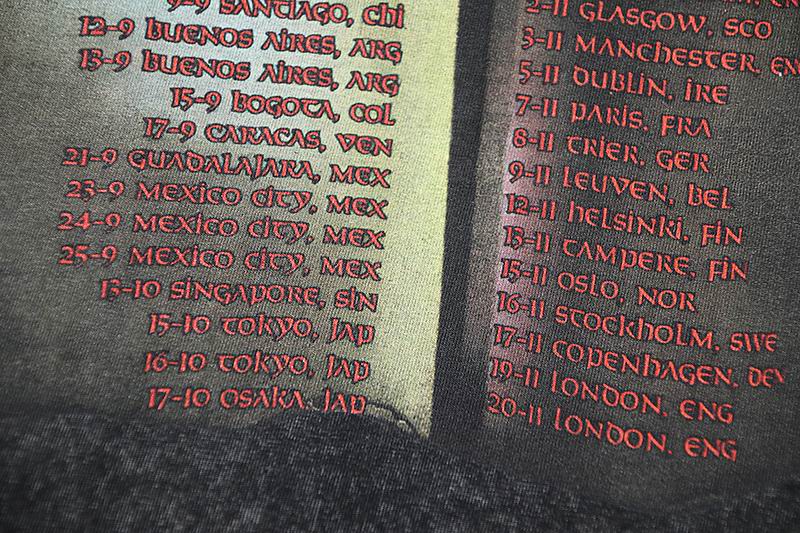 SANTIAGO, Chi
12-9 BUENOS AIRES, ARG
13-9 BUENOS AIRES, ARG
15-9 BOGOTA, COL
17-9 CARACAS, VEN
21-9 GUADALAJARA, MEX
23-9 MEXICO CITY, MEX
24-9 MEXICO CITY, MEX
25-9 MEXICO CITY, MEX
13-10 SINGAPORE, SIN
15-10 TOKYO, JAP
16-10 TOKYO, JAP
17-10 OSAKA, JAP
2-11 GLASGOW, SCO
3-11 MANCHESTER, EN
5-11 DUBLIN, IRE
7-11 PARIS, FRA
8-11 TRIER, GER
9-11 LEUVEN, BEL
12-11 HELSINKI, FIN
13-11 TAMPERE, FIN
15-11 OSLO, NOR
16-11 STOCKHOLM, SWE
17-11 COPENHAGEN, DEN
19-11 LONDON, ENG
20-11 LONDON, ENG